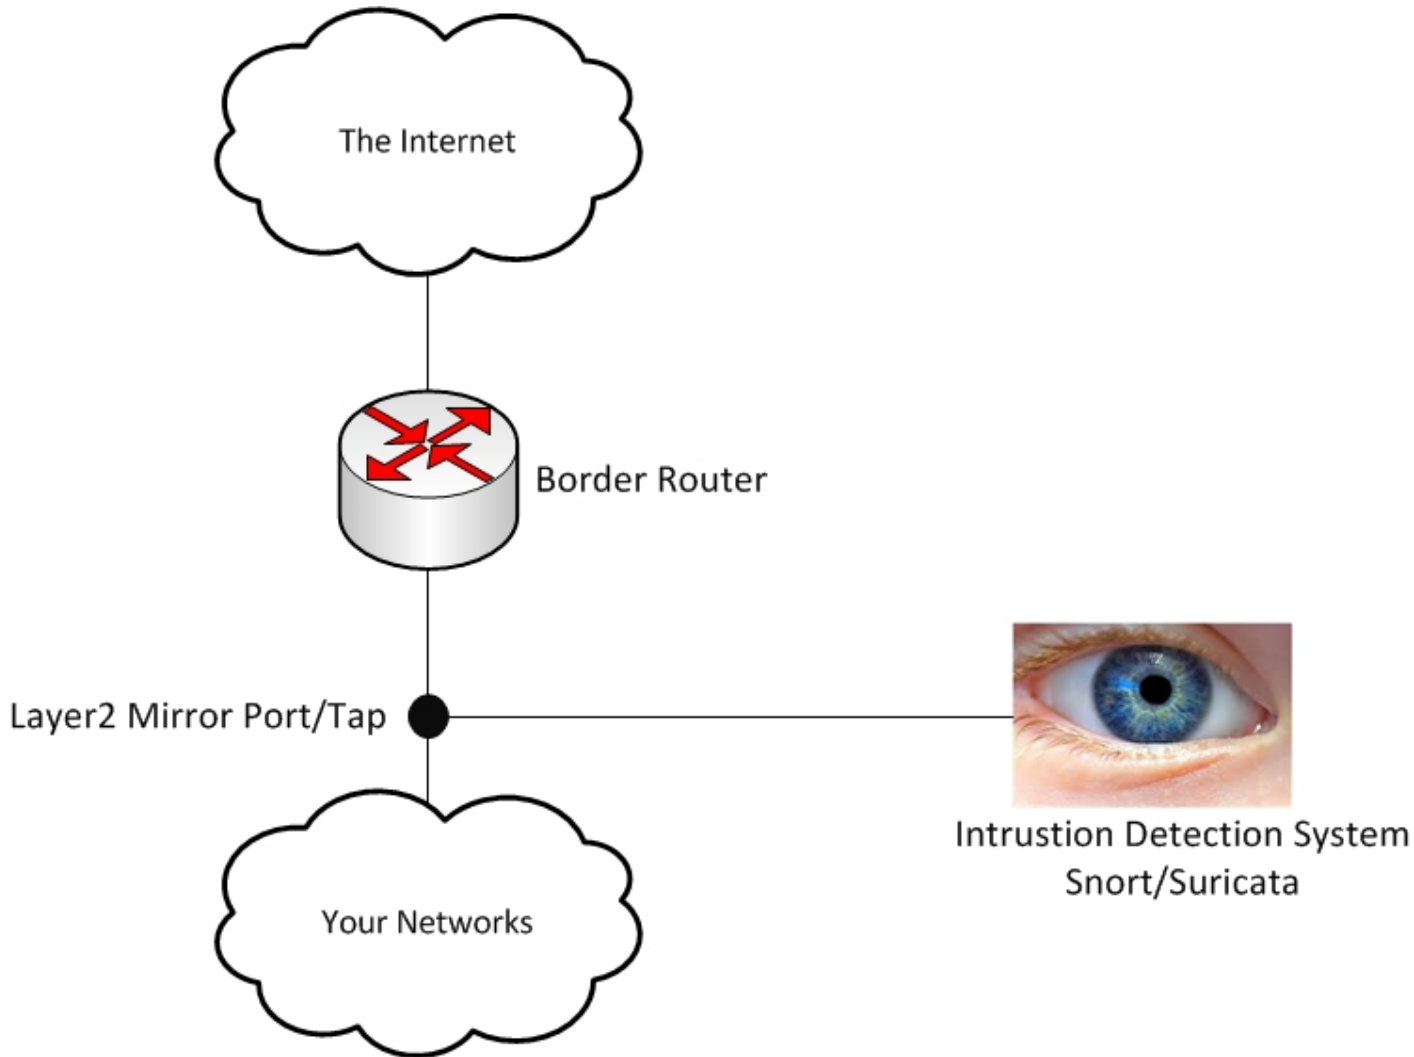 The Internet
Border Router
Layer2 Mirror Port/Tap
Intrustion Detection System
Snort/Suricata
Your Networks